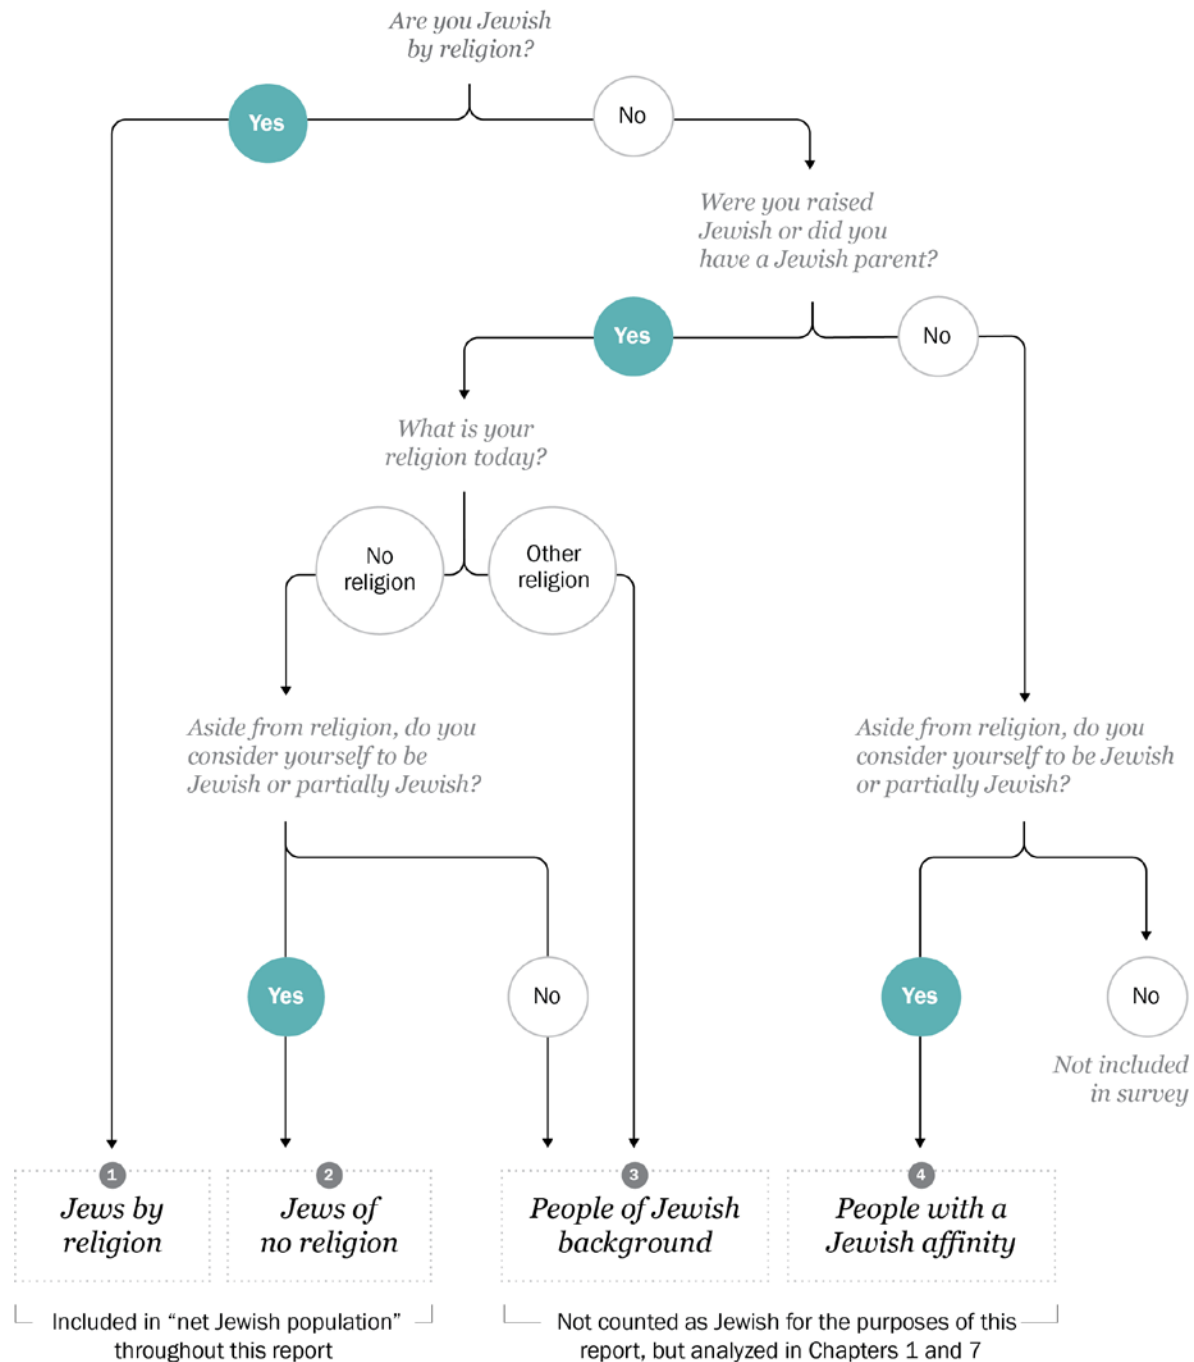 Are you Jewish
by religion?
Yes
No
Were you raised
Jewish or did you
have a Jewish parent?
Yes
No
What is your
religion today?
No
religion
Other
religion
Aside from religion, do you
consider yourself to be
Jewish or partially Jewish?
Aside from religion, do you
consider yourself to be Jewish
or partially Jewish?
Yes
No
Yes
No
Not included
in survey
1
Jews by
religion
2
Jews of
no religion
3
People of Jewish
background
4
People with a
Jewish affinity
Included in “net Jewish population”
throughout this report
Not counted as Jewish for the purposes of this
report, but analyzed in Chapters 1 and 7